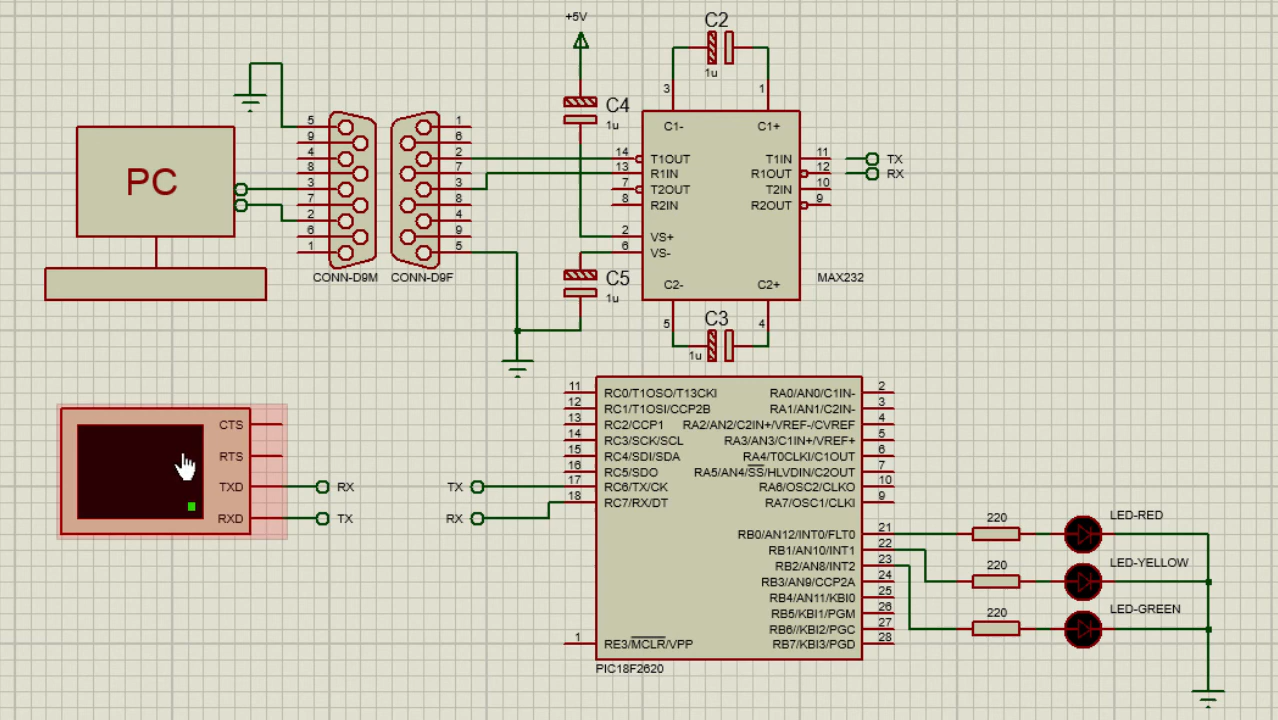 +5V
C2
1u
3
1
C4
1u
5
9
4
8
3
7
2
6
1
1
6
2
7
3
8
4
9
5
PC
CONN-D9M
CONN-D9F
C1-
C1+
14
T1OUT
T1IN
11
TX
13
R1IN
R1OUT
12
RX
7
T2OUT
T2IN
10
8
R2IN
R2OUT
9
2
VS+
6
VS-
C5
1u
C2-
C2+
MAX232
5
4
C3
1u
CTS
RTS
TXD
RX
RXD
TX
TX
RX
11
RC0/T1OSO/T13CKI
RA0/AN0/C1IN-
2
12
RC1/T1OSI/CCP2B
RA1/AN1/C2IN-
3
13
RC2/CCP1
RA2/AN2/C2IN+/VREF-/CVREF
4
14
RC3/SCK/SCL
RA3/AN3/C1IN+/VREF+
5
15
RC4/SDI/SDA
RA4/T0CLKI/C1OUT
6
16
RC5/SDO
RA5/AN4/SS/HLVDIN/C2OUT
7
17
RC6/TX/CK
RA6/OSC2/CLKO
10
18
RC7/RX/DT
RA7/OSC1/CLKI
9
RB0/AN12/INT0/FLT0
21
RB1/AN10/INT1
22
RB2/AN8/INT2
23
RB3/AN9/CCP2A
24
RB4/AN11/KBI0
25
RB5/KBI1/PGM
26
RB6//KBI2/PGC
27
1
RE3/MCLR/VPP
RB7/KBI3/PGD
28
PIC18F2620
220
LED-RED
220
LED-YELLOW
220
LED-GREEN